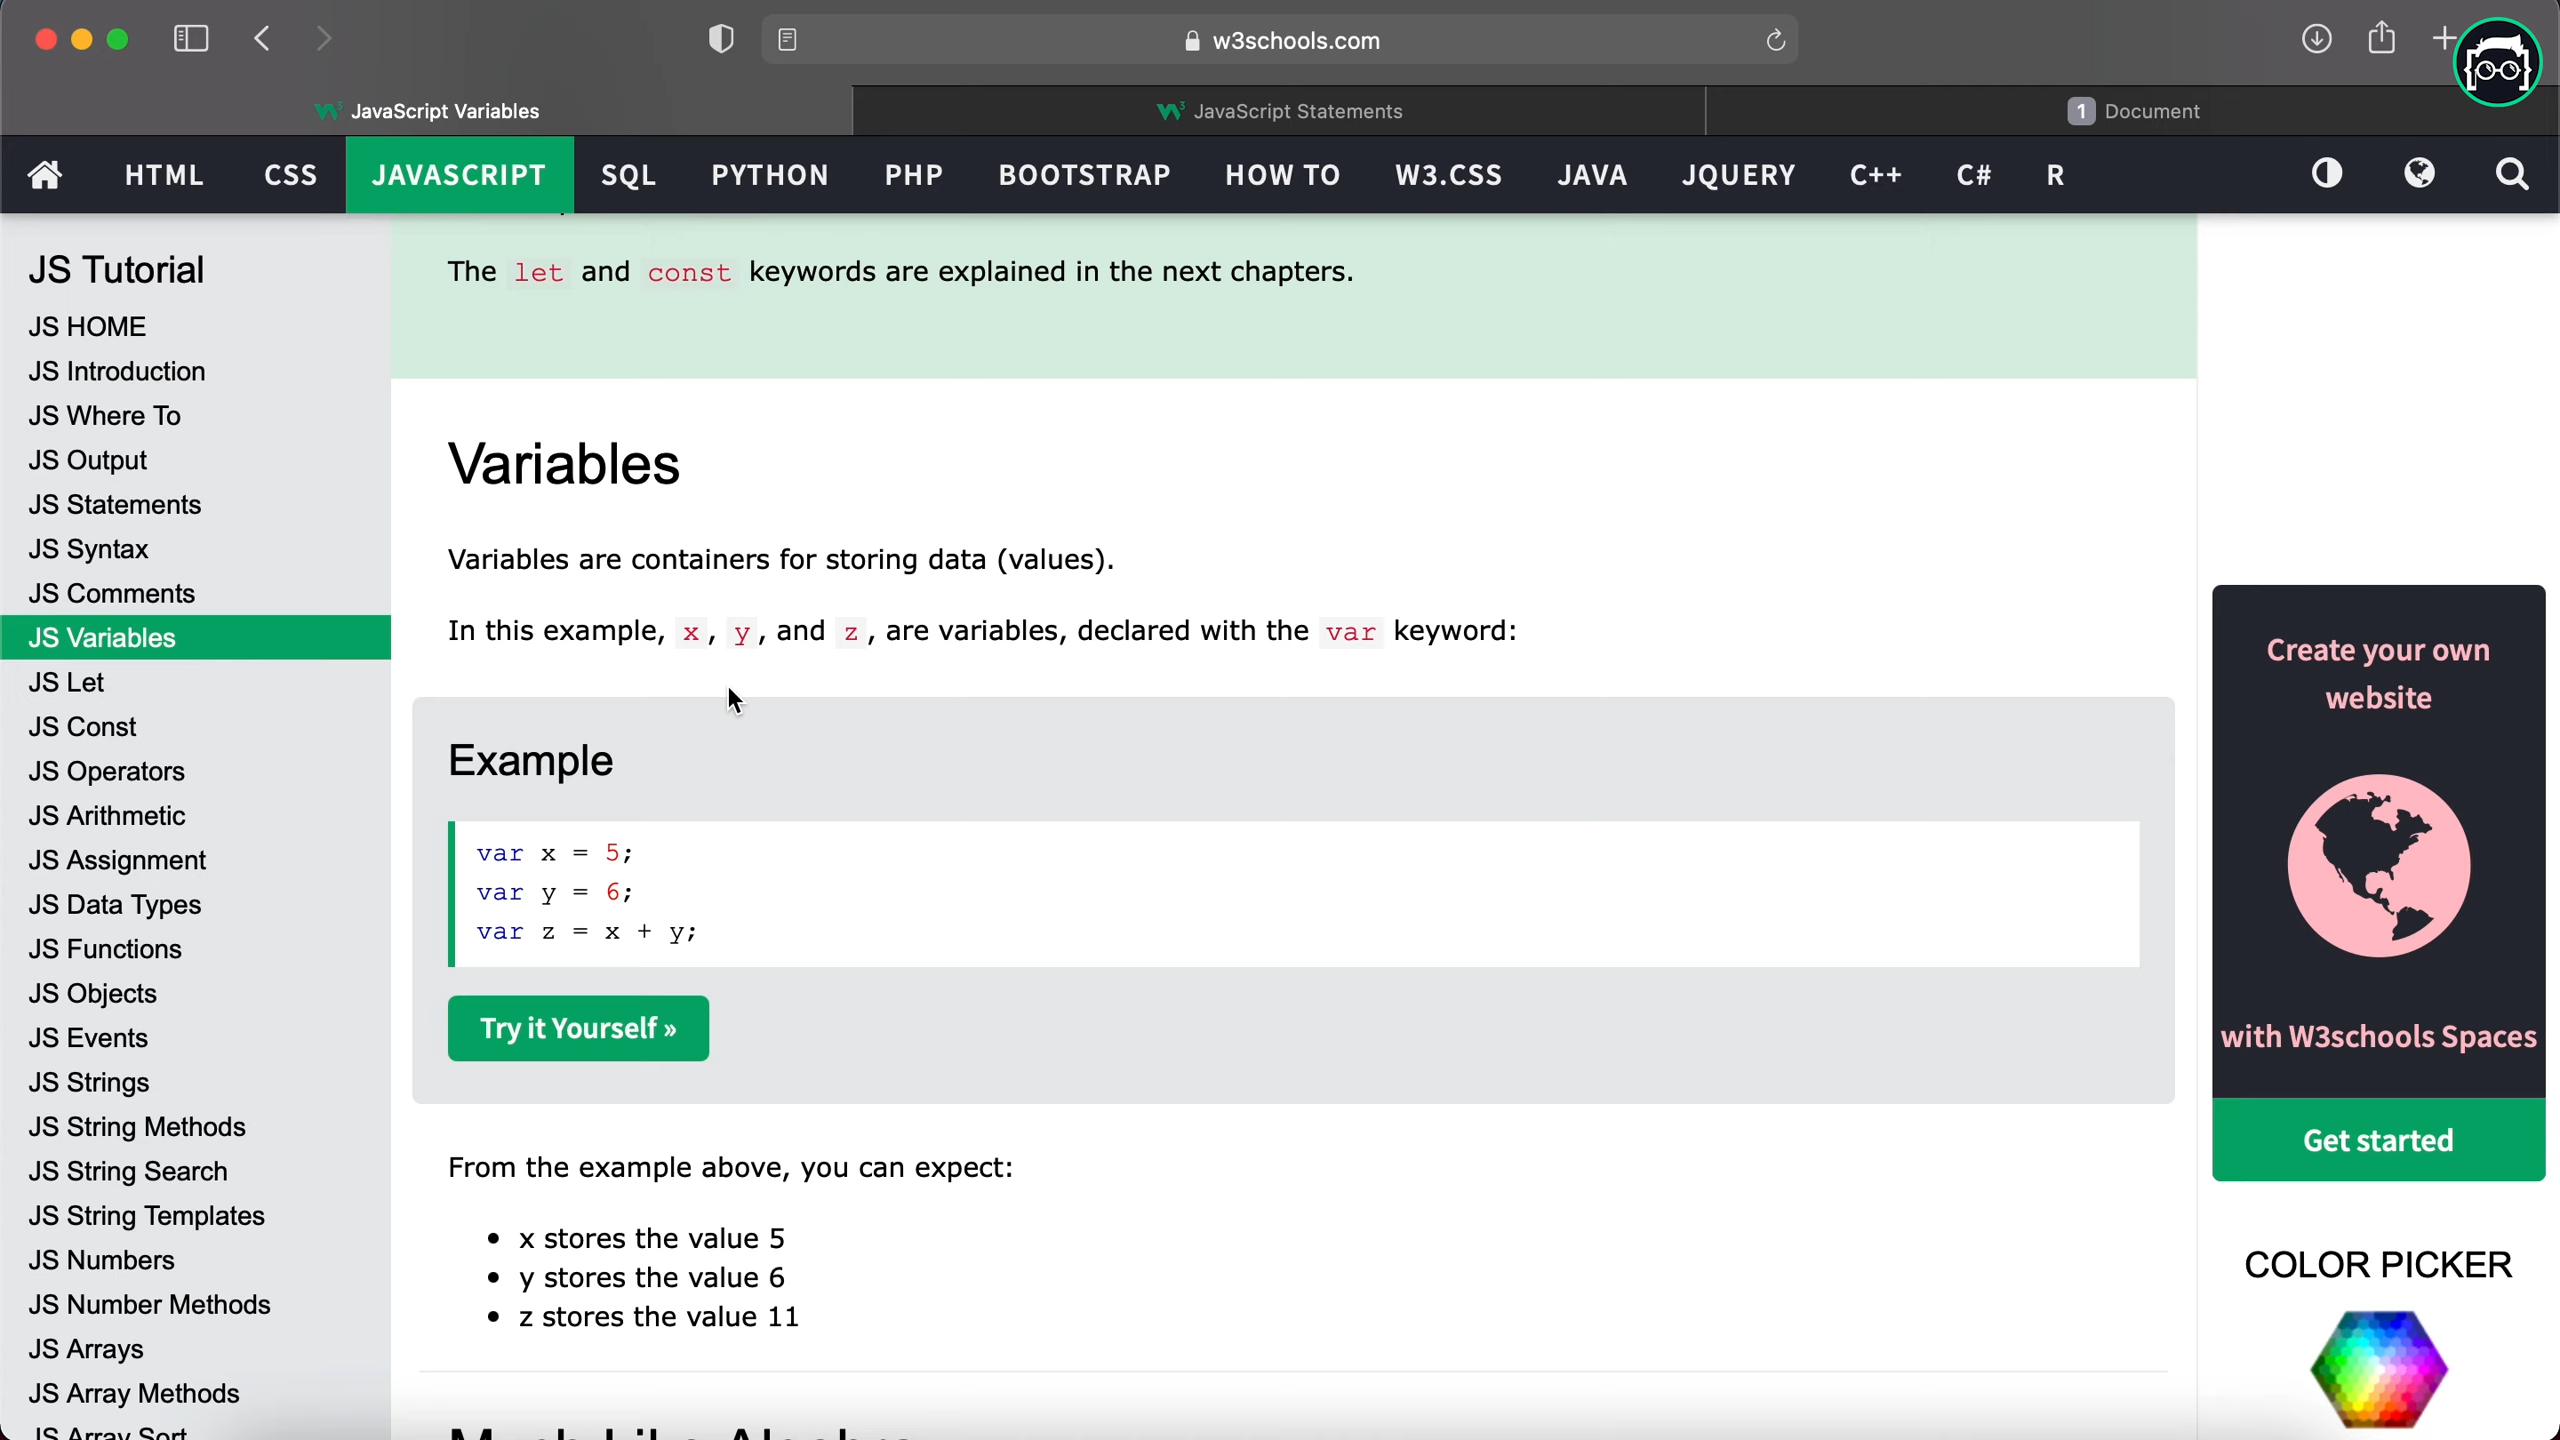 w3schools.com
JavaScript Variables
JavaScript Statements
1 Document
HTML CSS JAVASCRIPT SQL PYTHON PHP BOOTSTRAP HOW TO W3.CSS JAVA JQUERY C++ C# R
JS Tutorial
JS HOME
JS Introduction
JS Where To
JS Output
JS Statements
JS Syntax
JS Comments
JS Variables
JS Let
JS Const
JS Operators
JS Arithmetic
JS Assignment
JS Data Types
JS Functions
JS Objects
JS Events
JS Strings
JS String Methods
JS String Search
JS String Templates
JS Numbers
JS Number Methods
JS Arrays
JS Array Methods
JS Array Sort
The let and const keywords are explained in the next chapters.
Variables
Variables are containers for storing data (values).
In this example, x, y, and z, are variables, declared with the var keyword:
Example
var x = 5;
var y = 6;
var z = x + y;
Try it Yourself »
From the example above, you can expect:
• x stores the value 5
• y stores the value 6
• z stores the value 11
Much Like Algebra
Create your own
website
with W3schools Spaces
Get started
COLOR PICKER